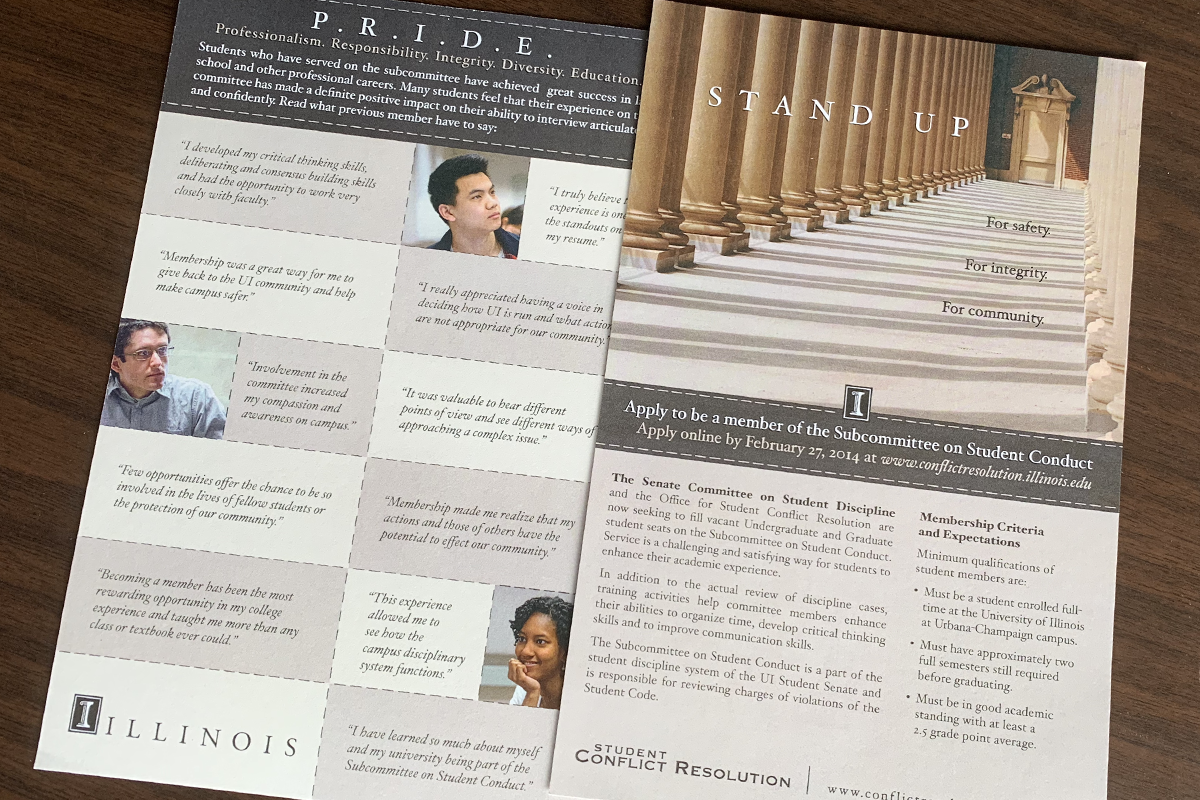 P.R.I.D.E.
Professionalism. Responsibility. Integrity. Diversity. Education.
Students who have served on the subcommittee have achieved great success in
school and other professional careers. Many students feel that their experience on
committee has made a definite positive impact on their ability to interview
and confidently. Read what previous member have to say:
"I developed my critical thinking skills,
deliberating and consensus building skills
and had the opportunity to work very
closely with faculty."
"I truly believe
experience is one
the standouts on
my resume."
"Membership was a great way for me to
give back to the UI community and help
make campus safer."
"I really appreciated having a voice in
deciding how UI is run and what
are not appropriate for our community."
"Involvement in the
committee increased
my compassion and
awareness on campus."
"It was valuable to hear different
points of view and see different ways of
approaching a complex issue."
"Few opportunities offer the chance to be so
involved in the lives of fellow students or
the protection of our community."
"Membership made me realize that my
actions and those of others have the
potential to effect our community."
"Becoming a member has been the most
rewarding opportunity in my college
experience and taught me more than any
class or textbook ever could."
"This experience
allowed me to
see how the
campus disciplinary
system functions."
I ILLINOIS
"I have learned so much about myself
and my university being part of the
Subcommittee on Student Conduct."
STAND UP
For safety.
For integrity.
For community.
I
Apply to be a member of the Subcommittee on Student Conduct
Apply online by February 27, 2014 at www.conflictresolution.illinois.edu
The Senate Committee on Student Discipline
and the Office for Student Conflict Resolution are
now seeking to fill vacant Undergraduate and Graduate
student seats on the Subcommittee on Student Conduct.
Service is a challenging and satisfying way for students to
enhance their academic experience.
In addition to the actual review of discipline cases,
training activities help committee members enhance
their abilities to organize time, develop critical thinking
skills and to improve communication skills.
The Subcommittee on Student Conduct is a part of the
student discipline system of the UI Student Senate and
is responsible for reviewing charges of violations of the
Student Code.
Membership Criteria
and Expectations
Minimum qualifications of
student members are:
• Must be a student enrolled full-
time at the University of Illinois
at Urbana-Champaign campus.
• Must have approximately two
full semesters still required
before graduating.
• Must be in good academic
standing with at least a
2.5 grade point average.
STUDENT
CONFLICT RESOLUTION